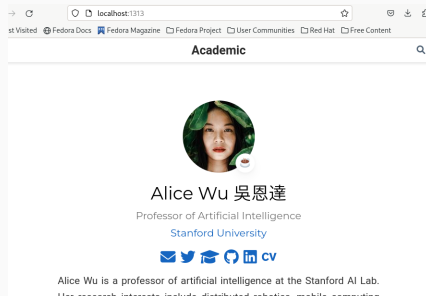 localhost:1313
st Visited Fedora Docs Fedora Magazine Fedora Project User Communities Red Hat Free Content
Academic
Alice Wu 吳恩達
Professor of Artificial Intelligence
Stanford University
CV
Alice Wu is a professor of artificial intelligence at the Stanford AI Lab.
Her research interests include distributed robotics, mobile computing